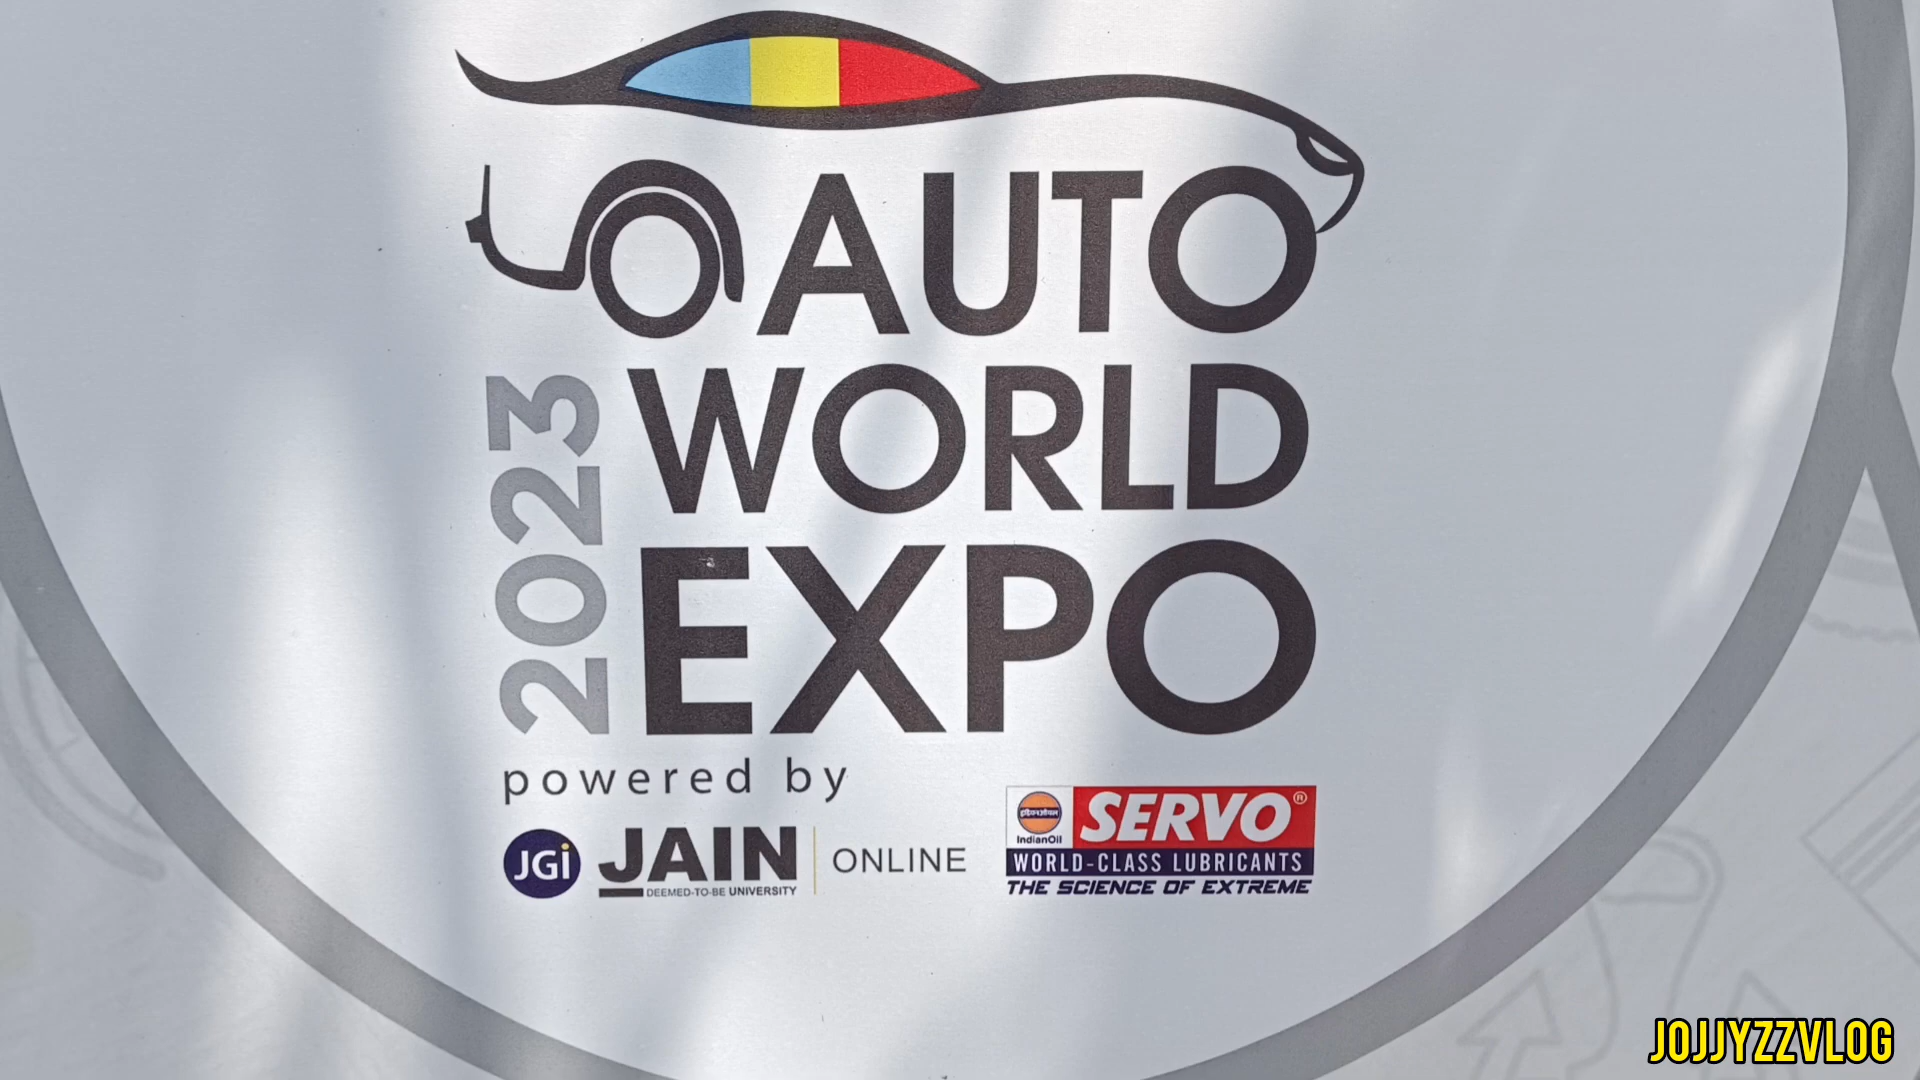 AUTO
WORLD
EXPO
2023
powered by
JGi
JAIN
DEEMED-TO-BE UNIVERSITY
ONLINE
इंडियनऑयल
IndianOil
SERVO®
WORLD-CLASS LUBRICANTS
THE SCIENCE OF EXTREME
JOJJYZZVLOG